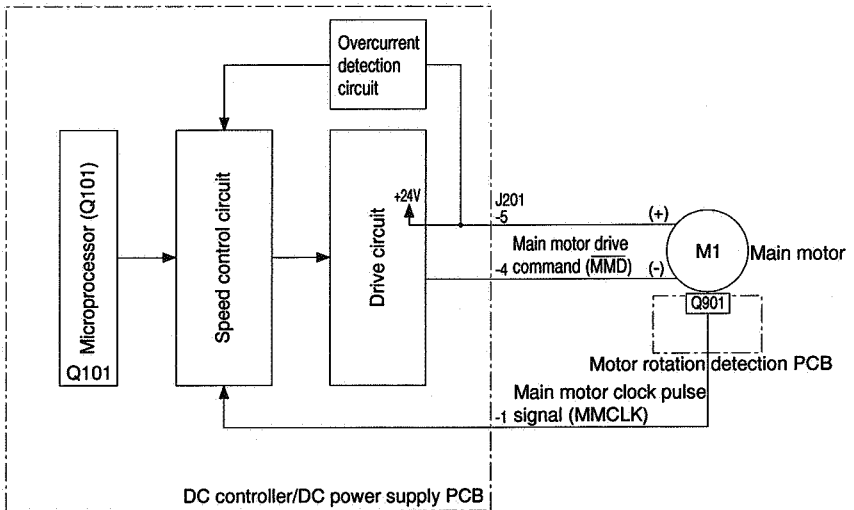 Overcurrent
detection
circuit
Microprocessor (Q101)
Q101
Speed control circuit
Drive circuit
+24V
J201
-5
(+)
Main motor drive
command (M̅M̅D̅)
-4
(-)
M1
Main motor
Q901
Motor rotation detection PCB
Main motor clock pulse
-1 signal (MMCLK)
DC controller/DC power supply PCB